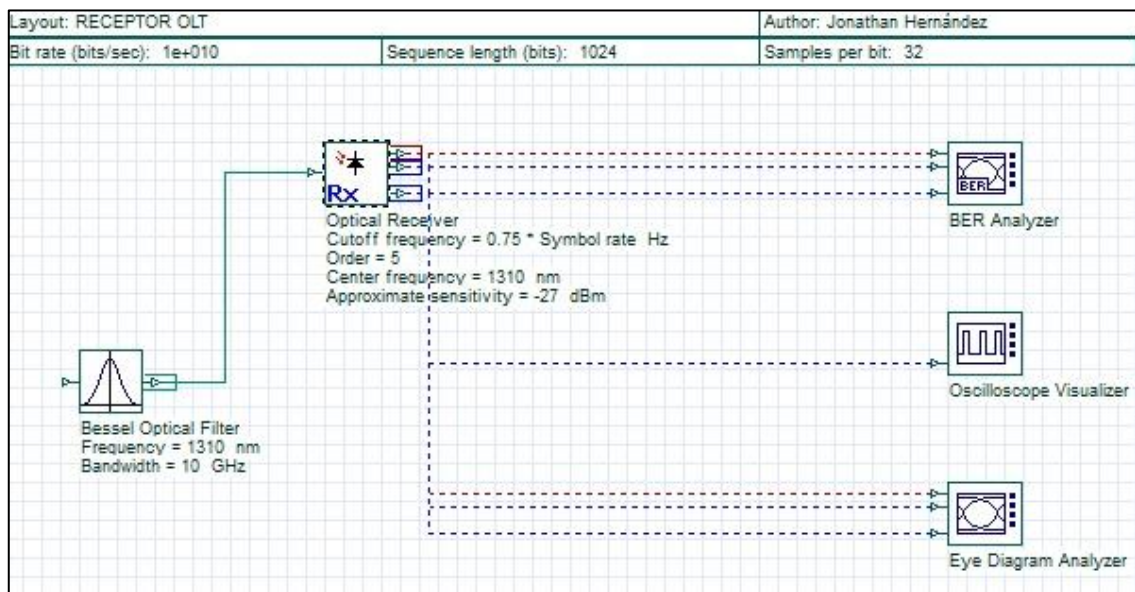 Layout: RECEPTOR OLT
Author: Jonathan Hernández
Bit rate (bits/sec): 1e+010
Sequence length (bits): 1024
Samples per bit: 32
Rx
Optical Receiver
Cutoff frequency = 0.75 * Symbol rate Hz
Order = 5
Center frequency = 1310 nm
Approximate sensitivity = -27 dBm
BER
BER Analyzer
Oscilloscope Visualizer
Bessel Optical Filter
Frequency = 1310 nm
Bandwidth = 10 GHz
Eye Diagram Analyzer